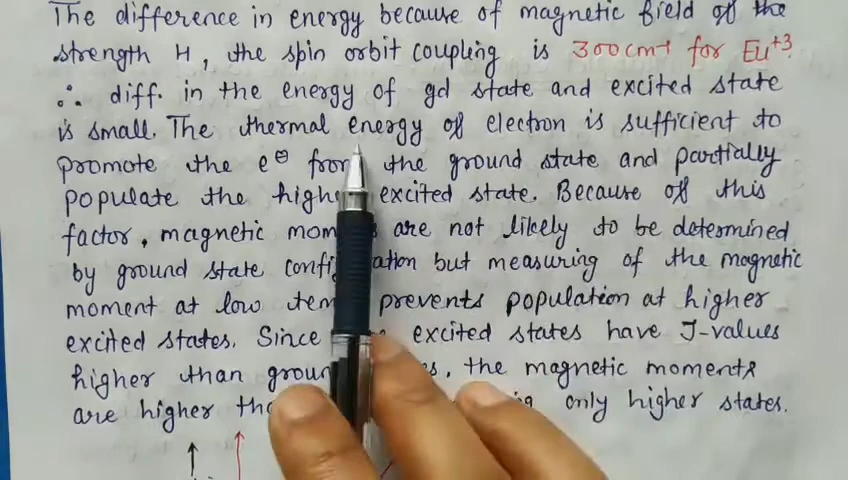 The difference in energy because of magnetic field of the
strength H, the spin orbit coupling is 300cm-1 for Eu+3.
∴ diff. in the energy of gd state and excited state
is small. The thermal energy of electron is sufficient to
promote the e⊖ from the ground state and partially
populate the high excited state. Because of this
factor, magnetic mom are not likely to be determined
by ground state confi ation but measuring of the magnetic
moment at low tem prevents population at higher
excited states. Since excited states have J-values
higher than groun the magnetic moments
are higher only higher states.